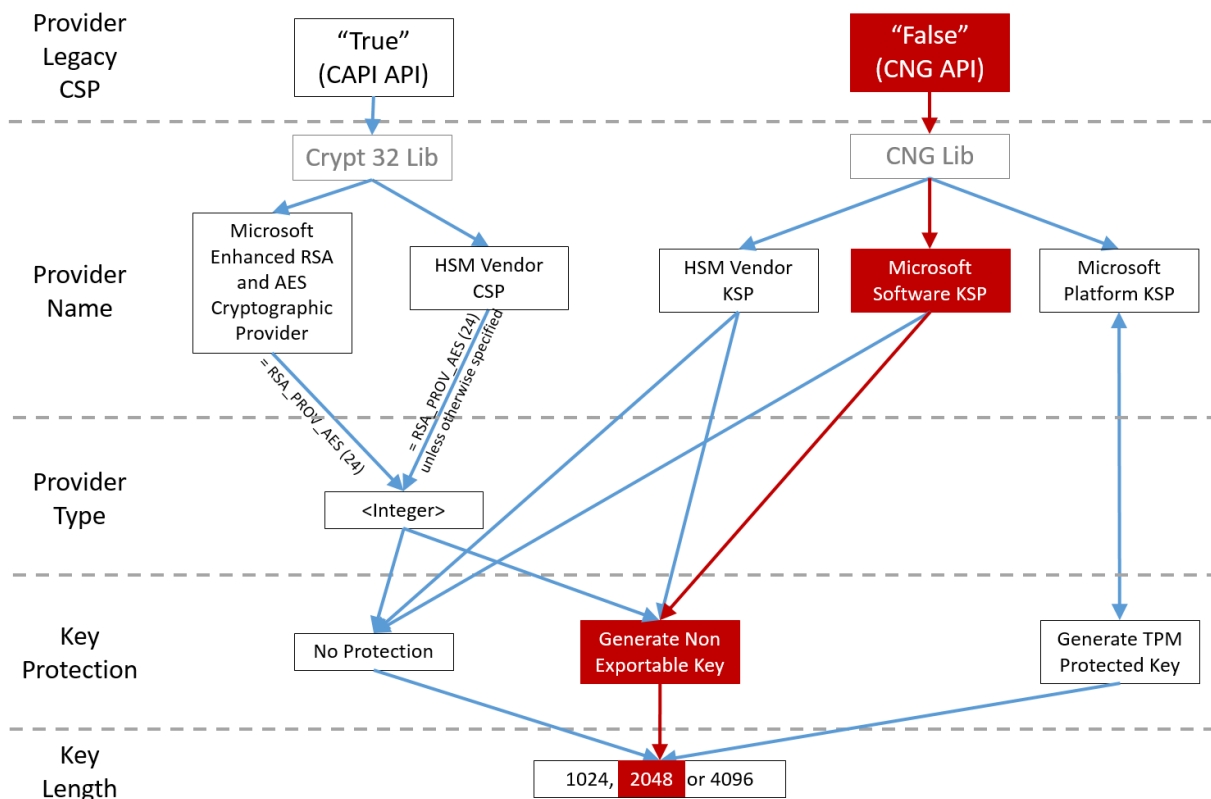 Provider
Legacy
CSP
“True”
(CAPI API)
“False”
(CNG API)
Crypt 32 Lib
CNG Lib
Provider
Name
Microsoft
Enhanced RSA
and AES
Cryptographic
Provider
HSM Vendor
CSP
HSM Vendor
KSP
Microsoft
Software KSP
Microsoft
Platform KSP
= RSA_PROV_AES (24)
= RSA_PROV_AES (24)
unless otherwise specified
Provider
Type
<Integer>
Key
Protection
No Protection
Generate Non
Exportable Key
Generate TPM
Protected Key
Key
Length
1024, 2048 or 4096